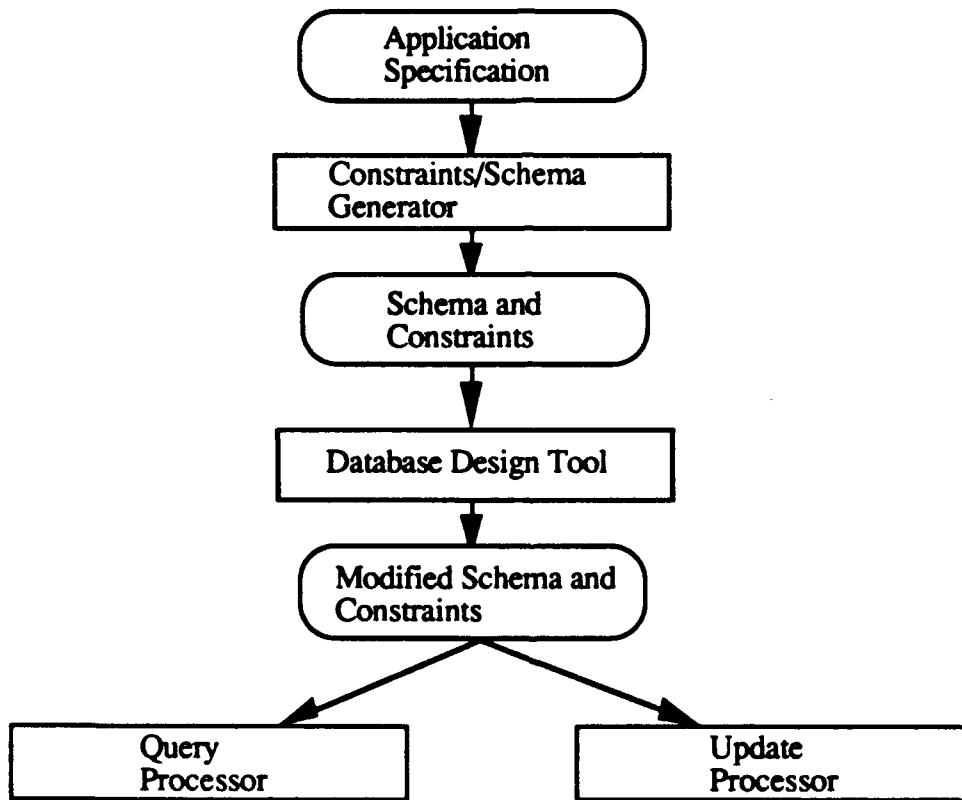 Application
Specification
Constraints/Schema
Generator
Schema and
Constraints
Database Design Tool
Modified Schema and
Constraints
Query
Processor
Update
Processor